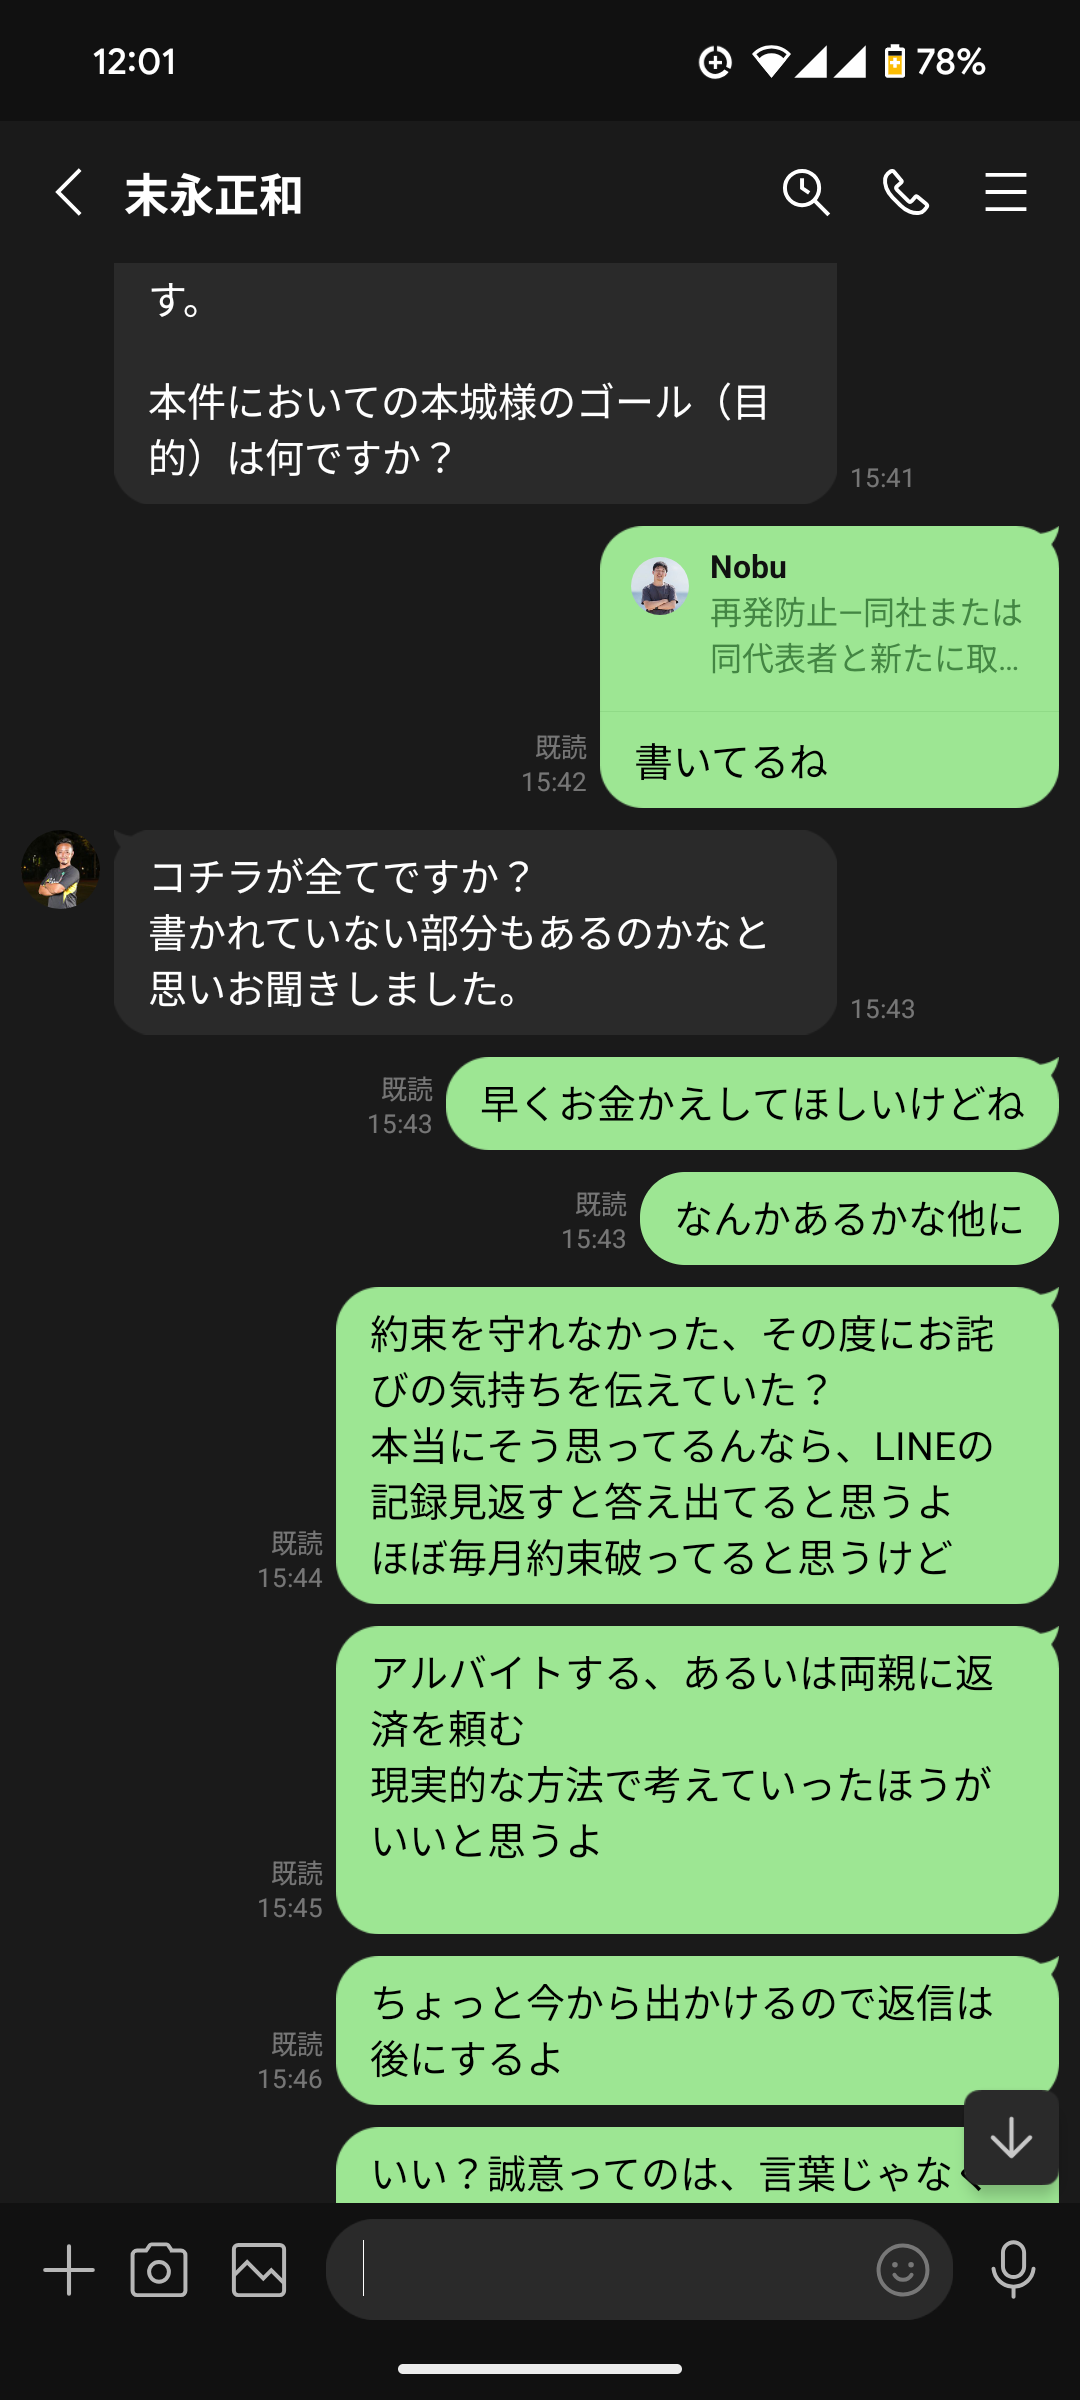 12:01
78%
末永正和
す。
本件においての本城様のゴール（目
的）は何ですか？
15:41
Nobu
再発防止—同社または
同代表者と新たに取...
書いてるね
既読
15:42
コチラが全てですか？
書かれていない部分もあるのかなと
思いお聞きしました。
15:43
早くお金かえしてほしいけどね
既読
15:43
なんかあるかな他に
既読
15:43
約束を守れなかった、その度にお詫
びの気持ちを伝えていた？
本当にそう思ってるんなら、LINEの
記録見返すと答え出てると思うよ
ほぼ毎月約束破ってると思うけど
既読
15:44
アルバイトする、あるいは両親に返
済を頼む
現実的な方法で考えていったほうが
いいと思うよ
既読
15:45
ちょっと今から出かけるので返信は
後にするよ
既読
15:46
いい？誠意ってのは、言葉じゃなく